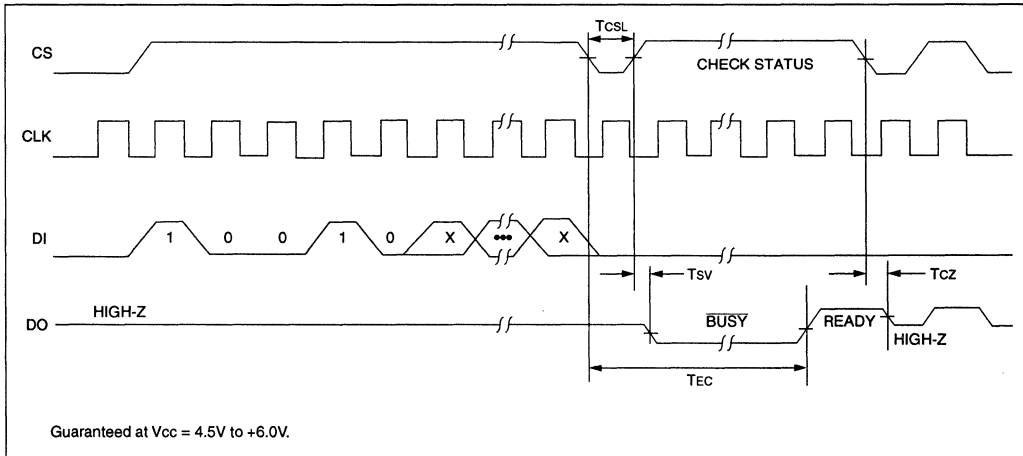 TCSL
CS
CHECK STATUS
CLK
DI 1 0 0 1 0 X ••• X
TSV
TCZ
DO HIGH-Z BUSY READY HIGH-Z
TEC
Guaranteed at Vcc = 4.5V to +6.0V.